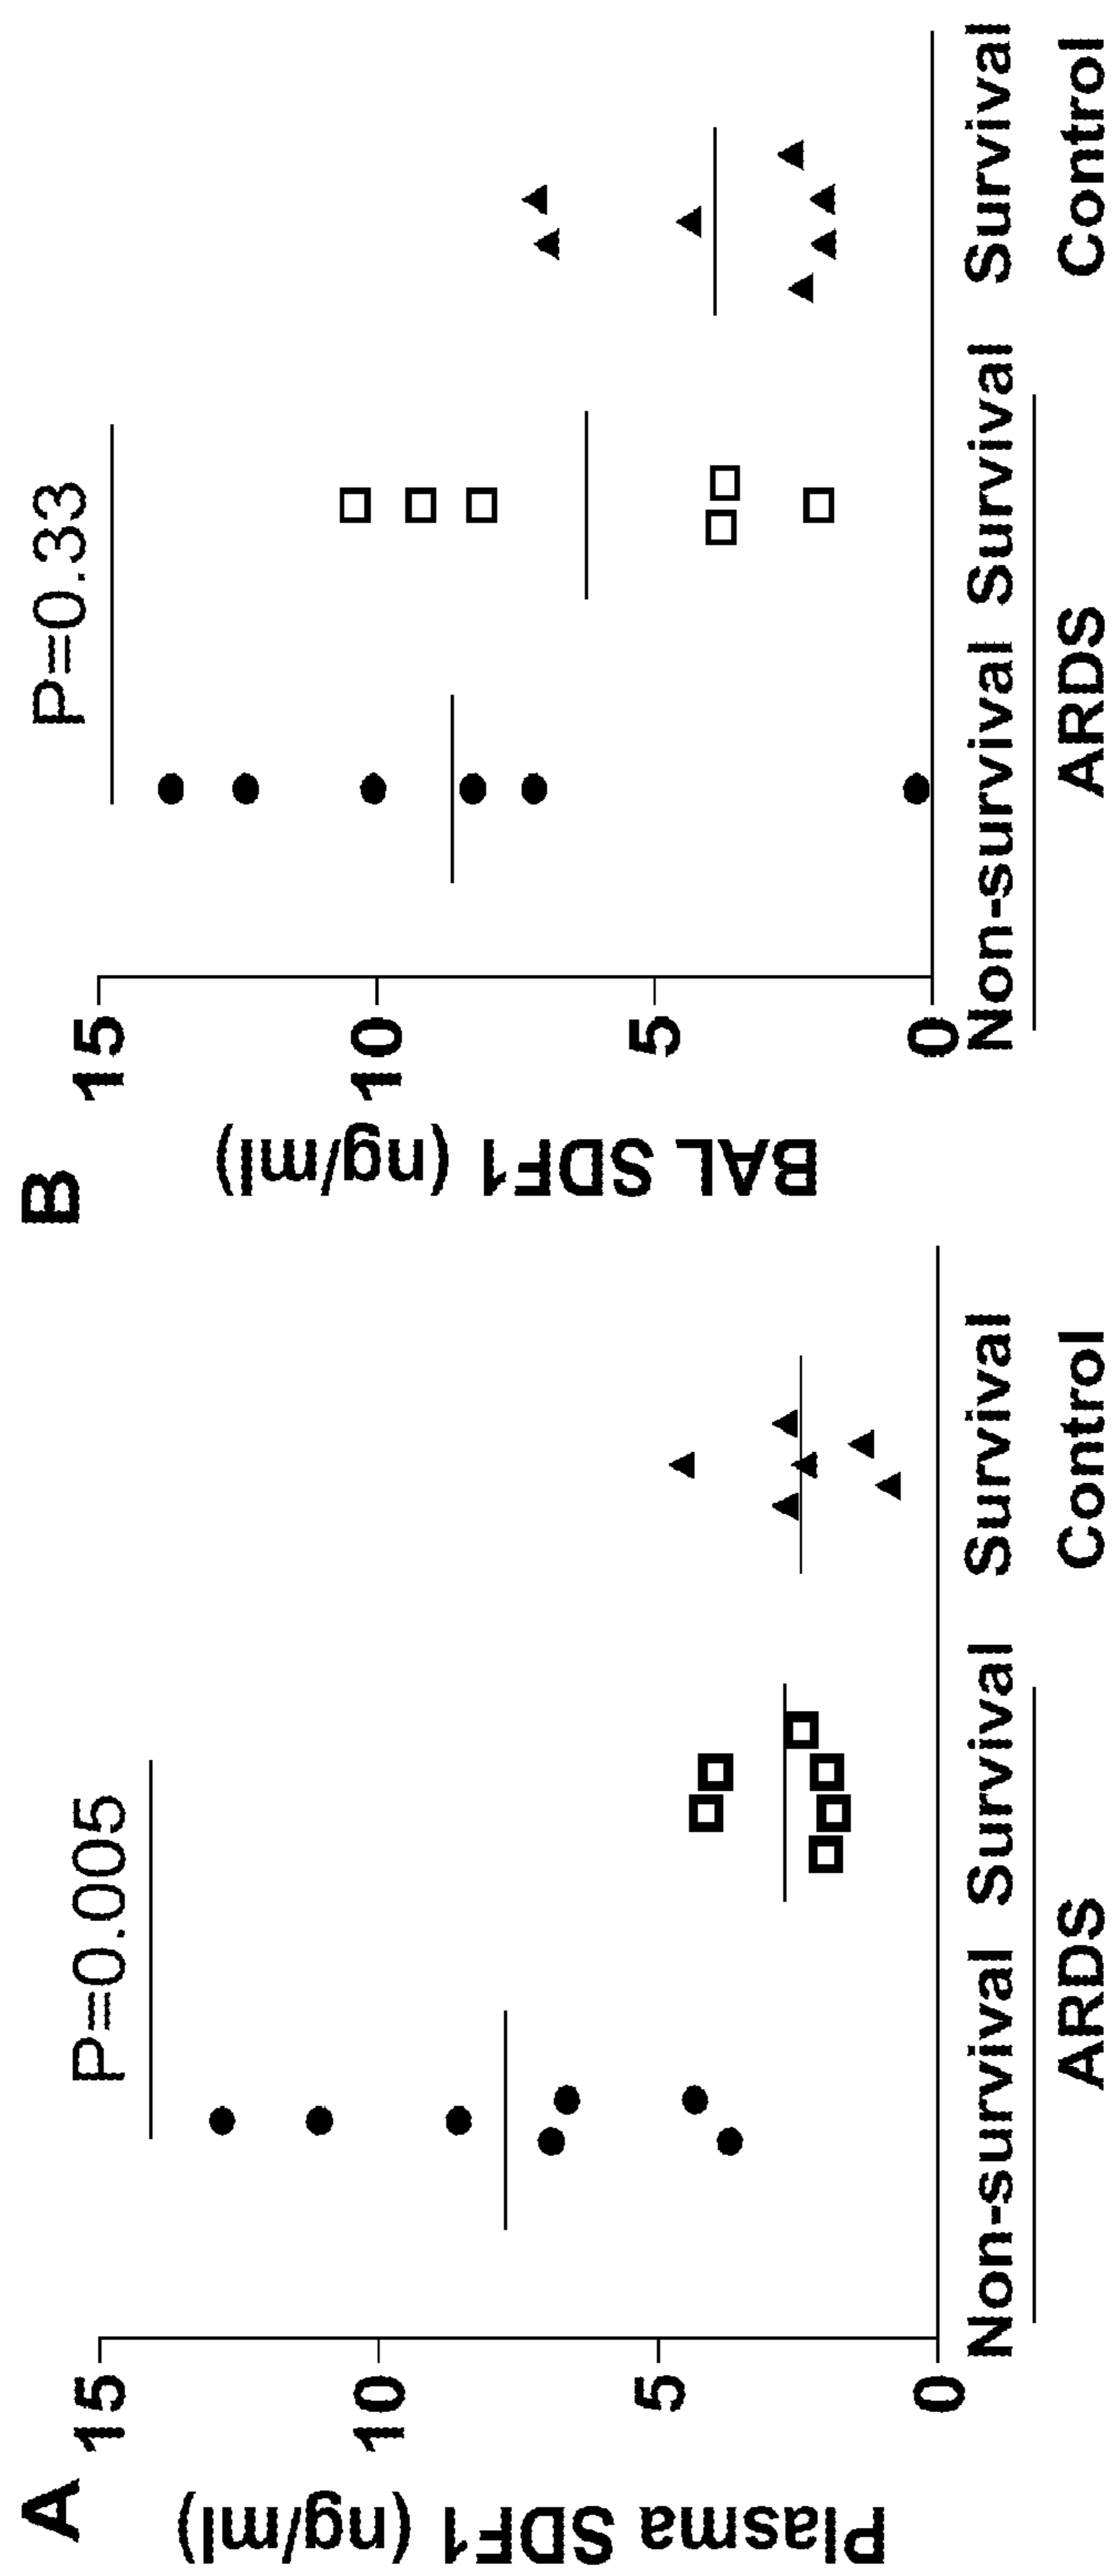 A
Plasma SDF1 (ng/ml)
15
10
5
0
P=0.005
Non-survival Survival Survival
ARDS Control
B
BAL SDF1 (ng/ml)
15
10
5
0
P=0.33
Non-survival Survival Survival
ARDS Control